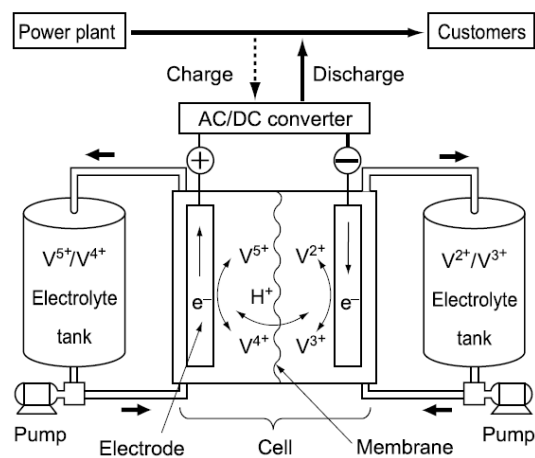 Power plant
Customers
Charge
Discharge
AC/DC converter
+
−
V⁵⁺/V⁴⁺
Electrolyte
tank
V⁵⁺
V²⁺
e⁻
H⁺
e⁻
V⁴⁺
V³⁺
V²⁺/V³⁺
Electrolyte
tank
Pump
Electrode
Cell
Membrane
Pump